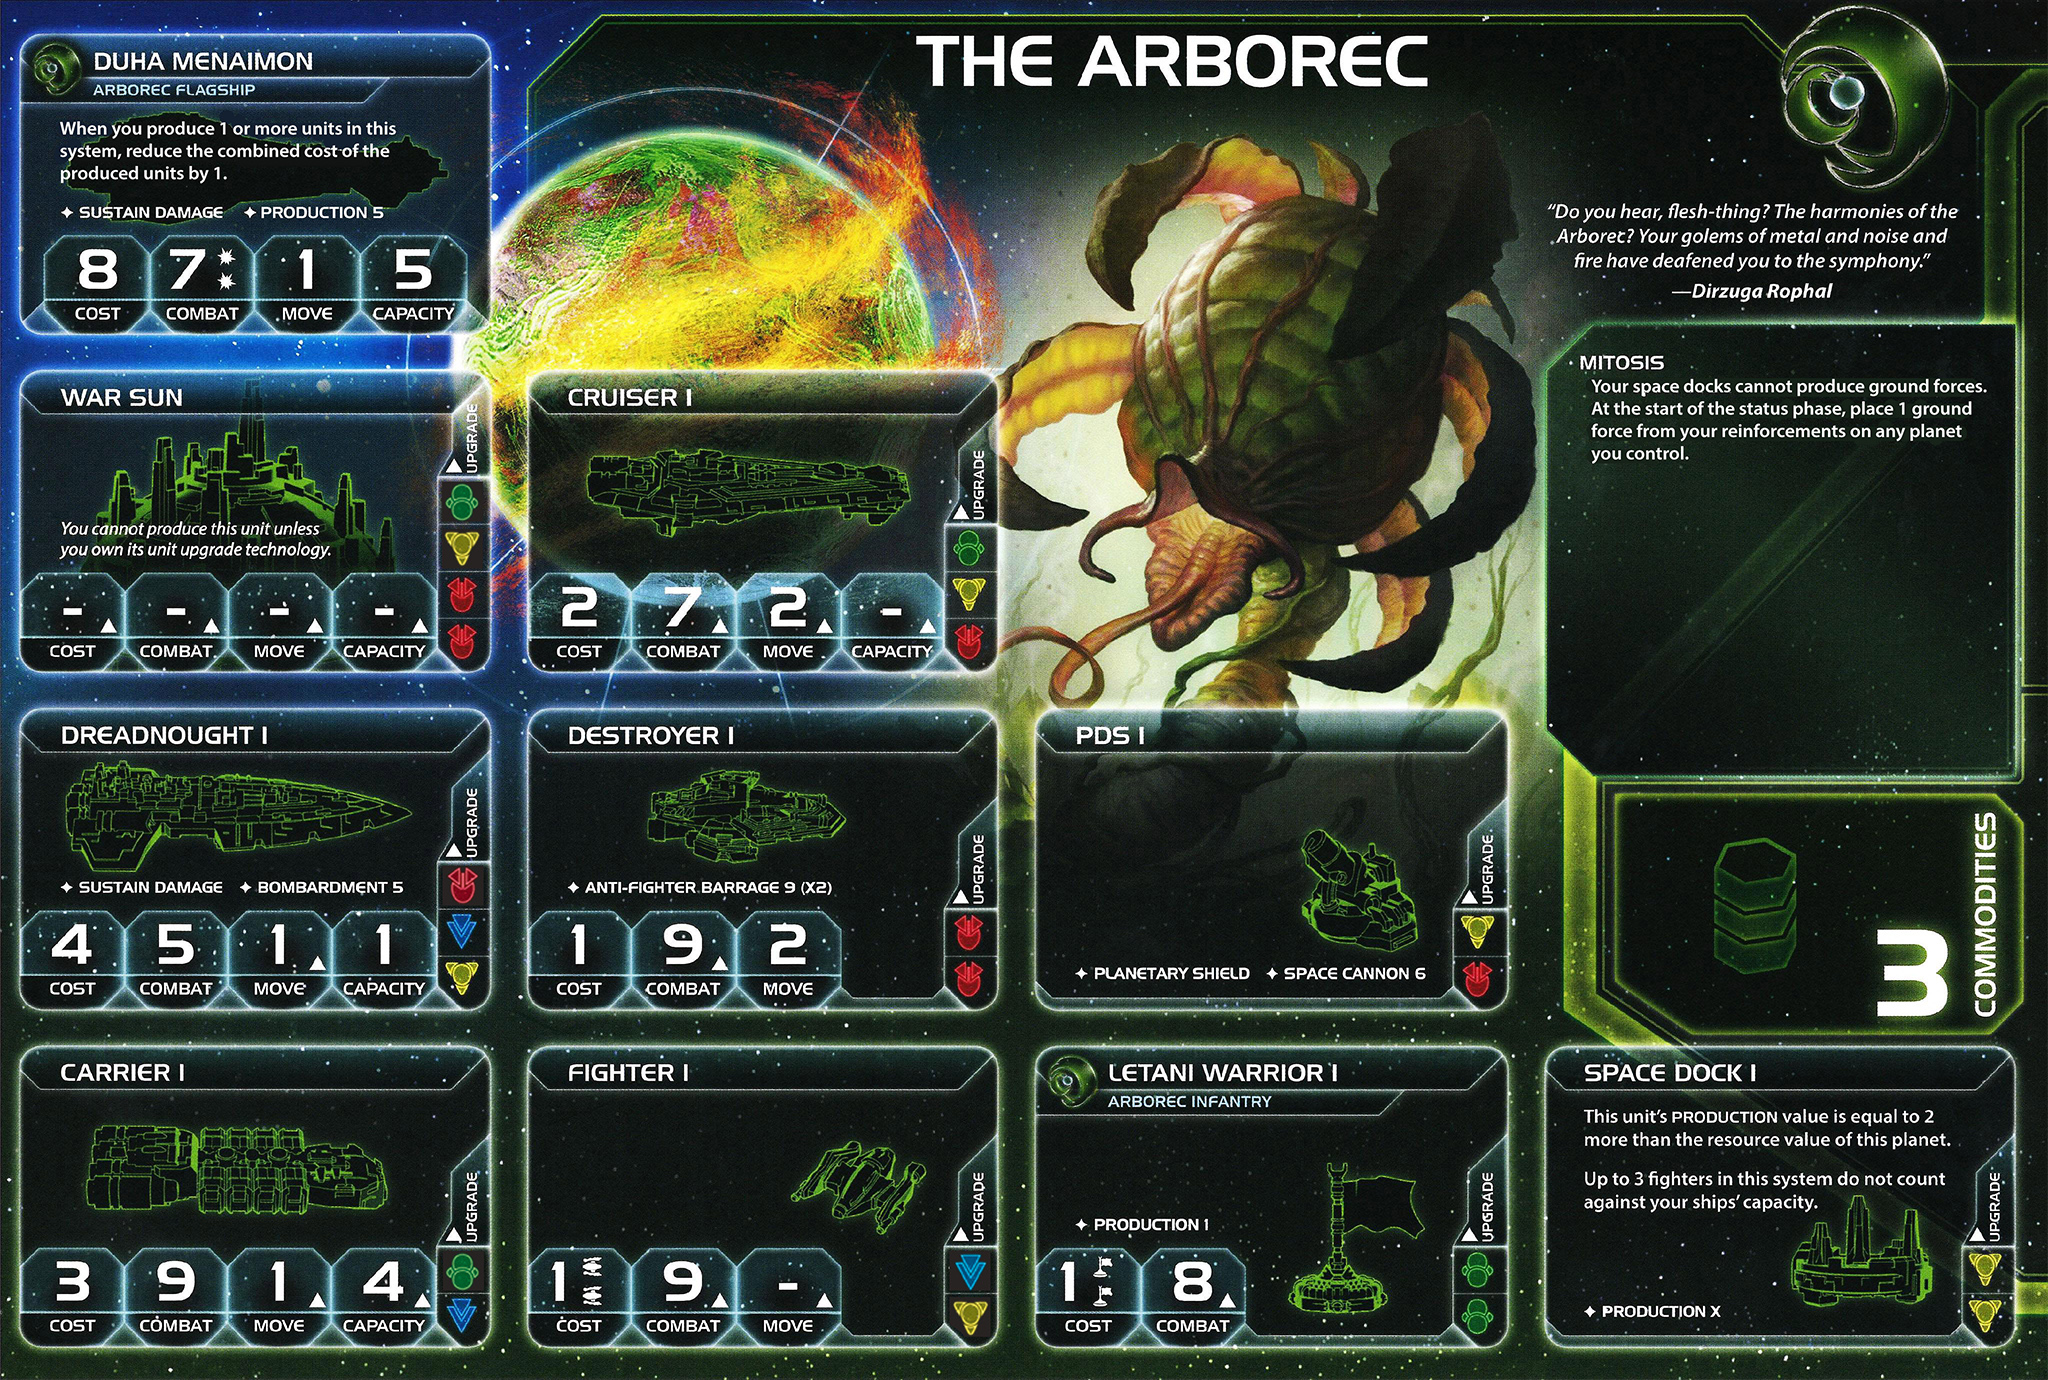 THE ARBOREC
DUHA MENAIMON
ARBOREC FLAGSHIP
When you produce 1 or more units in this
system, reduce the combined cost of the
produced units by 1.
✦ SUSTAIN DAMAGE ✦ PRODUCTION 5
8 7 1 5
COST COMBAT MOVE CAPACITY
"Do you hear, flesh-thing? The harmonies of the
Arboret? Your golems of metal and noise and
fire have deafened you to the symphony."
—Dirzuga Rophal
MITOSIS
Your space docks cannot produce ground forces.
At the start of the status phase, place 1 ground
force from your reinforcements on any planet
you control.
WAR SUN
UPGRADE
You cannot produce this unit unless
you own its unit upgrade technology.
- - - -
COST COMBAT MOVE CAPACITY
CRUISER I
UPGRADE
2 7 2 -
COST COMBAT MOVE CAPACITY
DREADNOUGHT I
UPGRADE
✦ SUSTAIN DAMAGE ✦ BOMBARDMENT 5
4 5 1 1
COST COMBAT MOVE CAPACITY
DESTROYER I
UPGRADE
✦ ANTI-FIGHTER BARRAGE 9 (X2)
1 9 2
COST COMBAT MOVE
PDS I
UPGRADE
✦ PLANETARY SHIELD ✦ SPACE CANNON 6
3
COMMODITIES
CARRIER I
UPGRADE
3 9 1 4
COST COMBAT MOVE CAPACITY
FIGHTER I
UPGRADE
1 9 -
COST COMBAT MOVE
LETANI WARRIOR I
ARBOREC INFANTRY
UPGRADE
✦ PRODUCTION 1
1 8
COST COMBAT
SPACE DOCK I
This unit's PRODUCTION value is equal to 2
more than the resource value of this planet.
Up to 3 fighters in this system do not count
against your ships' capacity.
UPGRADE
✦ PRODUCTION X